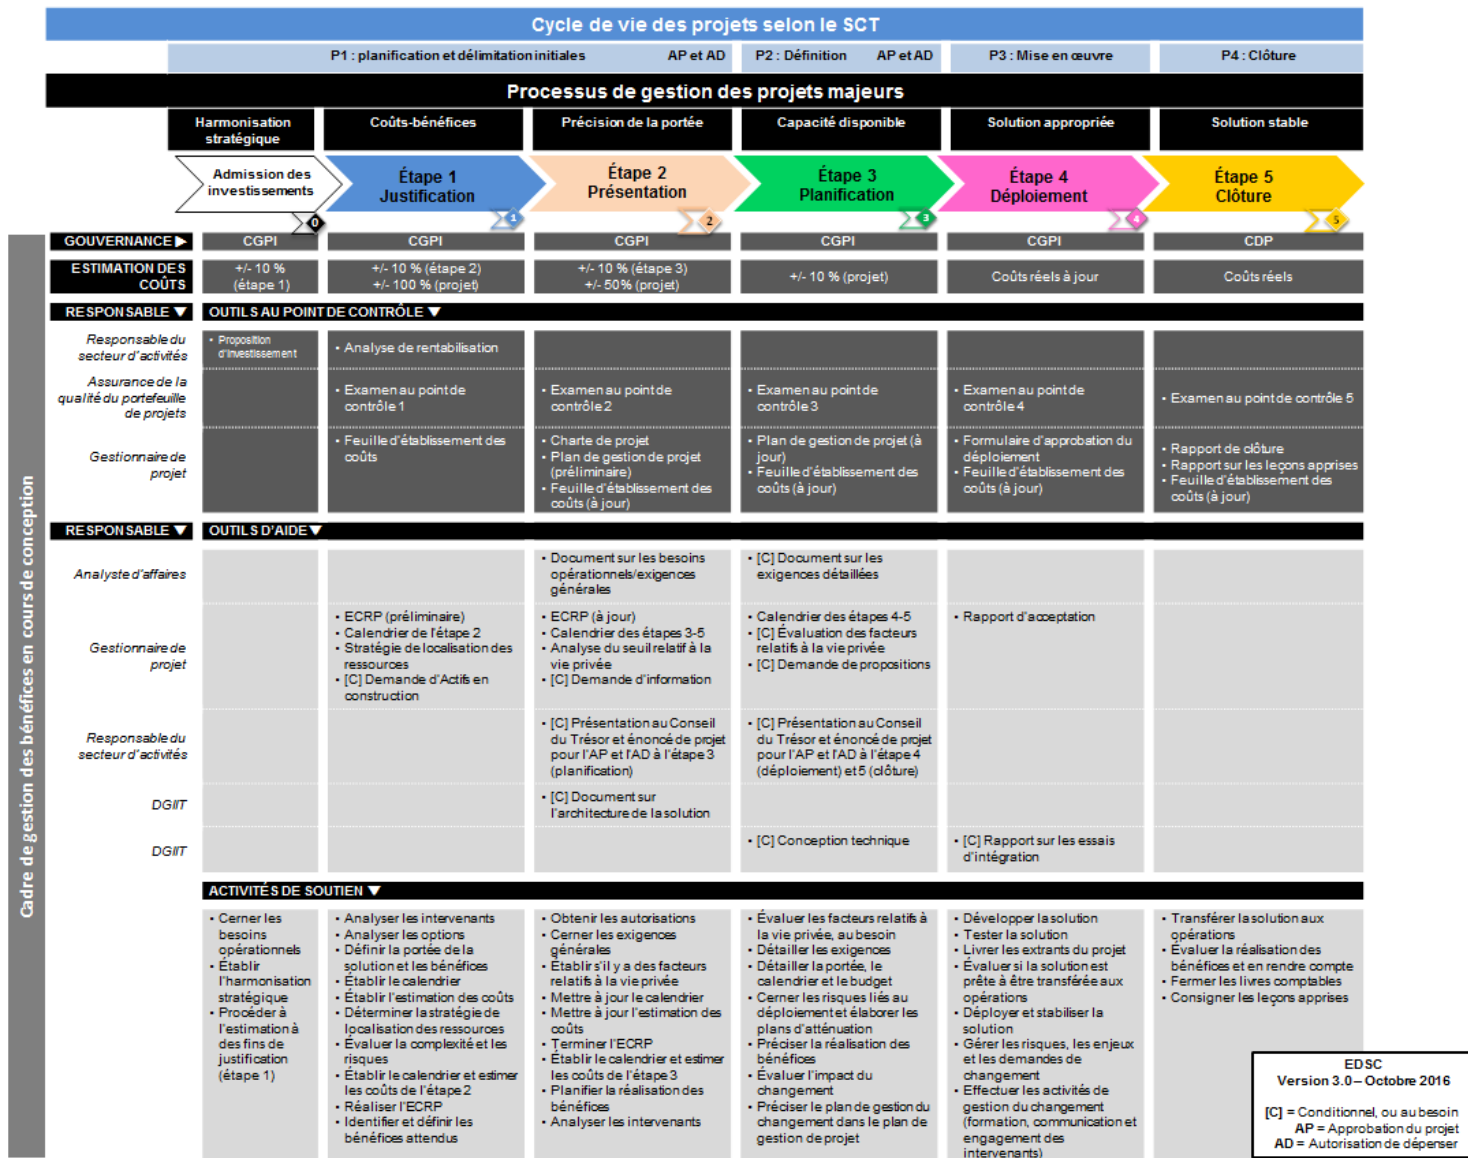 Cycle de vie des projets selon le SCT
P1 : planification et délimitation initiales AP et AD
P2 : Définition AP et AD
P3 : Mise en œuvre
P4 : Clôture
Processus de gestion des projets majeurs
Harmonisation
stratégique
Coûts-bénéfices
Précision de la portée
Capacité disponible
Solution appropriée
Solution stable
Admission des
investissements
0
Étape 1
Justification
1
Étape 2
Présentation
2
Étape 3
Planification
3
Étape 4
Déploiement
4
Étape 5
Clôture
5
Cadre de gestion des bénéfices en cours de conception
GOUVERNANCE ▶
CGPI
CGPI
CGPI
CGPI
CGPI
CDP
ESTIMATION DES
COÛTS
+/- 10 %
(étape 1)
+/- 10 % (étape 2)
+/- 100 % (projet)
+/- 10 % (étape 3)
+/- 50% (projet)
+/- 10 % (projet)
Coûts réels à jour
Coûts réels
RESPONSABLE ▼
OUTILS AU POINT DE CONTRÔLE ▼
Responsable du
secteur d'activités
• Proposition
d'investissement
• Analyse de rentabilisation
Assurance de la
qualité du portefeuille
de projets
• Examen au point de
contrôle 1
• Examen au point de
contrôle 2
• Examen au point de
contrôle 3
• Examen au point de
contrôle 4
• Examen au point de contrôle 5
Gestionnaire de
projet
• Feuille d'établissement des
coûts
• Charte de projet
• Plan de gestion de projet
(préliminaire)
• Feuille d'établissement des
coûts (à jour)
• Plan de gestion de projet (à
jour)
• Feuille d'établissement des
coûts (à jour)
• Formulaire d'approbation du
déploiement
• Feuille d'établissement des
coûts (à jour)
• Rapport de clôture
• Rapport sur les leçons apprises
• Feuille d'établissement des
coûts (à jour)
RESPONSABLE ▼
OUTILS D'AIDE ▼
Analyste d'affaires
• Document sur les besoins
opérationnels/exigences
générales
• [C] Document sur les
exigences détaillées
Gestionnaire de
projet
• ECRP (préliminaire)
• Calendrier de l'étape 2
• Stratégie de localisation des
ressources
• [C] Demande d'Actifs en
construction
• ECRP (à jour)
• Calendrier des étapes 3-5
• Analyse du seuil relatif à la
vie privée
• [C] Demande d'information
• Calendrier des étapes 4-5
• [C] Évaluation des facteurs
relatifs à la vie privée
• [C] Demande de propositions
• Rapport d'acceptation
Responsable du
secteur d'activités
• [C] Présentation au Conseil
du Trésor et énoncé de projet
pour l'AP et l'AD à l'étape 3
(planification)
• [C] Présentation au Conseil
du Trésor et énoncé de projet
pour l'AP et l'AD à l'étape 4
(déploiement) et 5 (clôture)
DGIIT
• [C] Document sur
l'architecture de la solution
DGIIT
• [C] Conception technique
• [C] Rapport sur les essais
d'intégration
ACTIVITÉS DE SOUTIEN ▼
• Cerner les
besoins
opérationnels
• Établir
l'harmonisation
stratégique
• Procéder à
l'estimation à
des fins de
justification
(étape 1)
• Analyser les intervenants
• Analyser les options
• Définir la portée de la
solution et les bénéfices
• Établir le calendrier
• Établir l'estimation des coûts
• Déterminer la stratégie de
localisation des ressources
• Évaluer la complexité et les
risques
• Établir le calendrier et estimer
les coûts de l'étape 2
• Réaliser l'ECRP
• Identifier et définir les
bénéfices attendus
• Obtenir les autorisations
• Cerner les exigences
générales
• Établir s'il y a des facteurs
relatifs à la vie privée
• Mettre à jour le calendrier
• Mettre à jour l'estimation des
coûts
• Terminer l'ECRP
• Établir le calendrier et estimer
les coûts de l'étape 3
• Planifier la réalisation des
bénéfices
• Analyser les intervenants
• Évaluer les facteurs relatifs à
la vie privée, au besoin
• Détailler les exigences
• Détailler la portée, le
calendrier et le budget
• Cerner les risques liés au
déploiement et élaborer les
plans d'atténuation
• Préciser la réalisation des
bénéfices
• Évaluer l'impact du
changement
• Préciser le plan de gestion du
changement dans le plan de
gestion de projet
• Développer la solution
• Tester la solution
• Livrer les extrants du projet
• Évaluer si la solution est
prête à être transférée aux
opérations
• Déployer et stabiliser la
solution
• Gérer les risques, les enjeux
et les demandes de
changement
• Effectuer les activités de
gestion du changement
(formation, communication et
engagement des
intervenants)
• Transférer la solution aux
opérations
• Évaluer la réalisation des
bénéfices et en rendre compte
• Fermer les livres comptables
• Consigner les leçons apprises
EDSC
Version 3.0 – Octobre 2016
[C] = Conditionnel, ou au besoin
AP = Approbation du projet
AD = Autorisation de dépenser